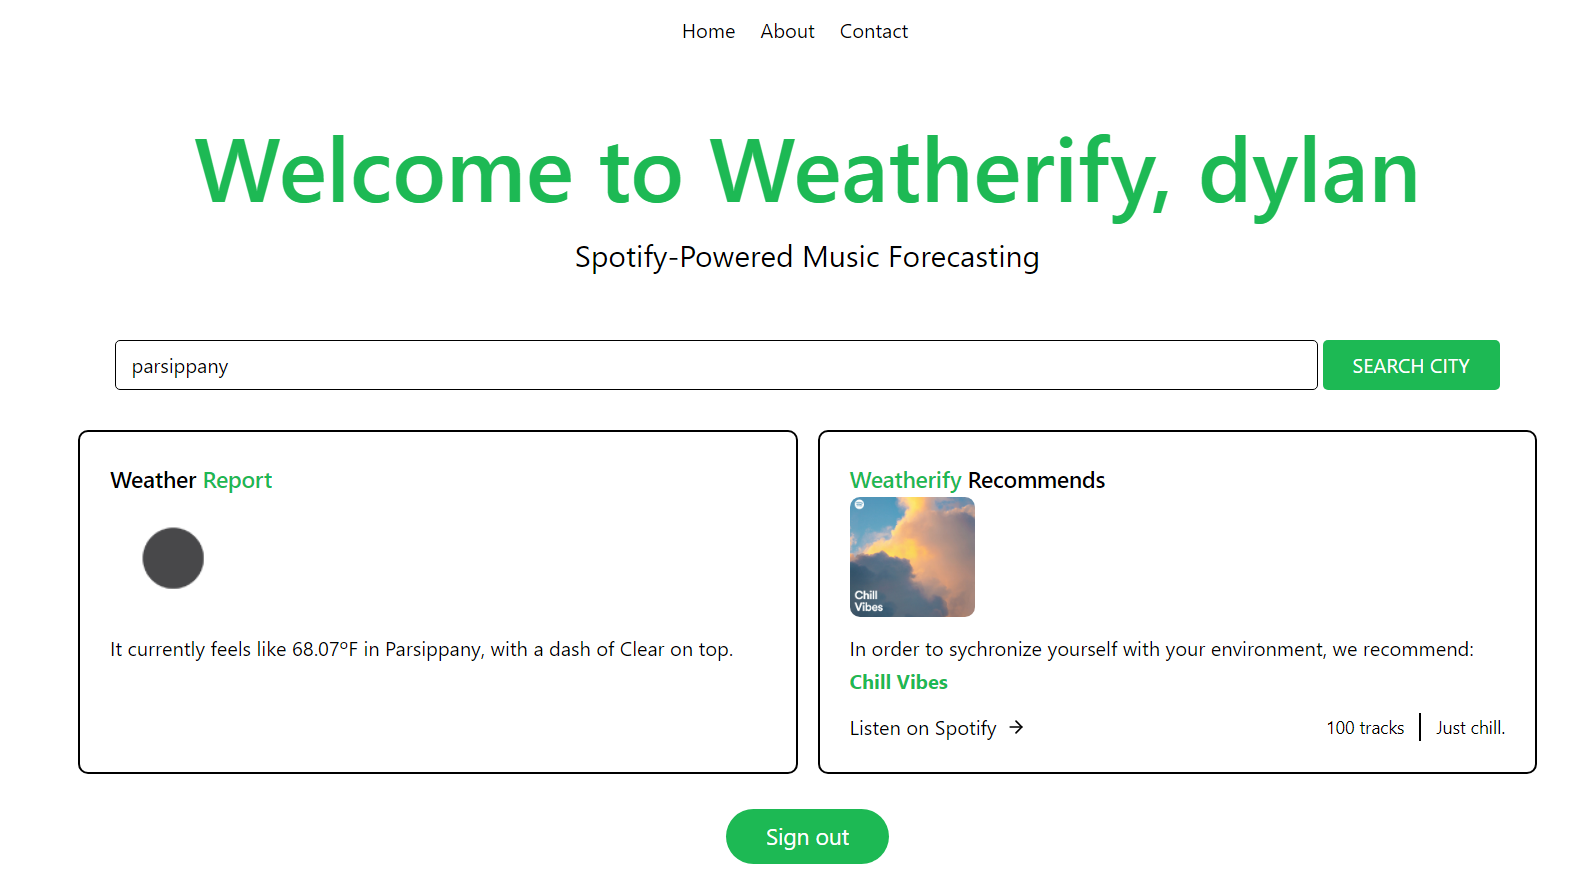 Home About Contact
Welcome to Weatherify, dylan
Spotify-Powered Music Forecasting
parsippany
SEARCH CITY
Weather Report
It currently feels like 68.07ºF in Parsippany, with a dash of Clear on top.
Weatherify Recommends
Chill
Vibes
In order to sychronize yourself with your environment, we recommend:
Chill Vibes
Listen on Spotify →
100 tracks
Just chill.
Sign out